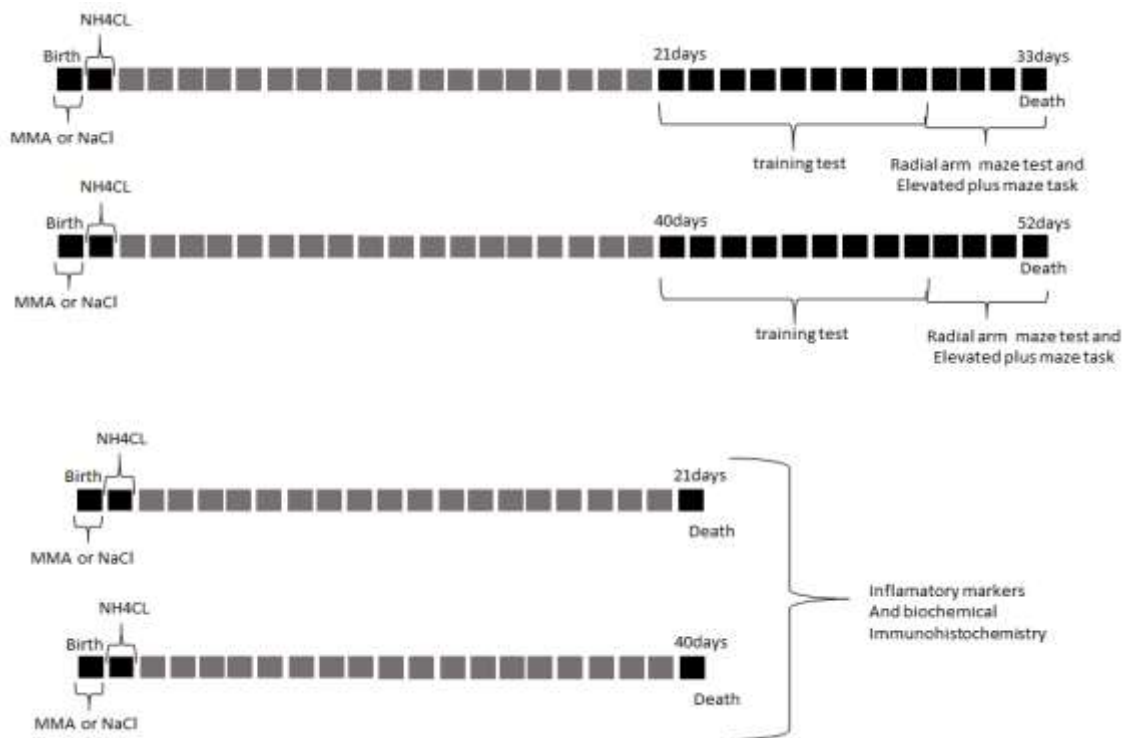 NH4CL
Birth
21days
33days
Death
MMA or NaCl
training test
Radial arm maze test and
Elevated plus maze task
NH4CL
Birth
40days
52days
Death
MMA or NaCl
training test
Radial arm maze test and
Elevated plus maze task
NH4CL
Birth
21days
Death
MMA or NaCl
Inflamatory markers
And biochemical
Immunohistochemistry
NH4CL
Birth
40days
Death
MMA or NaCl